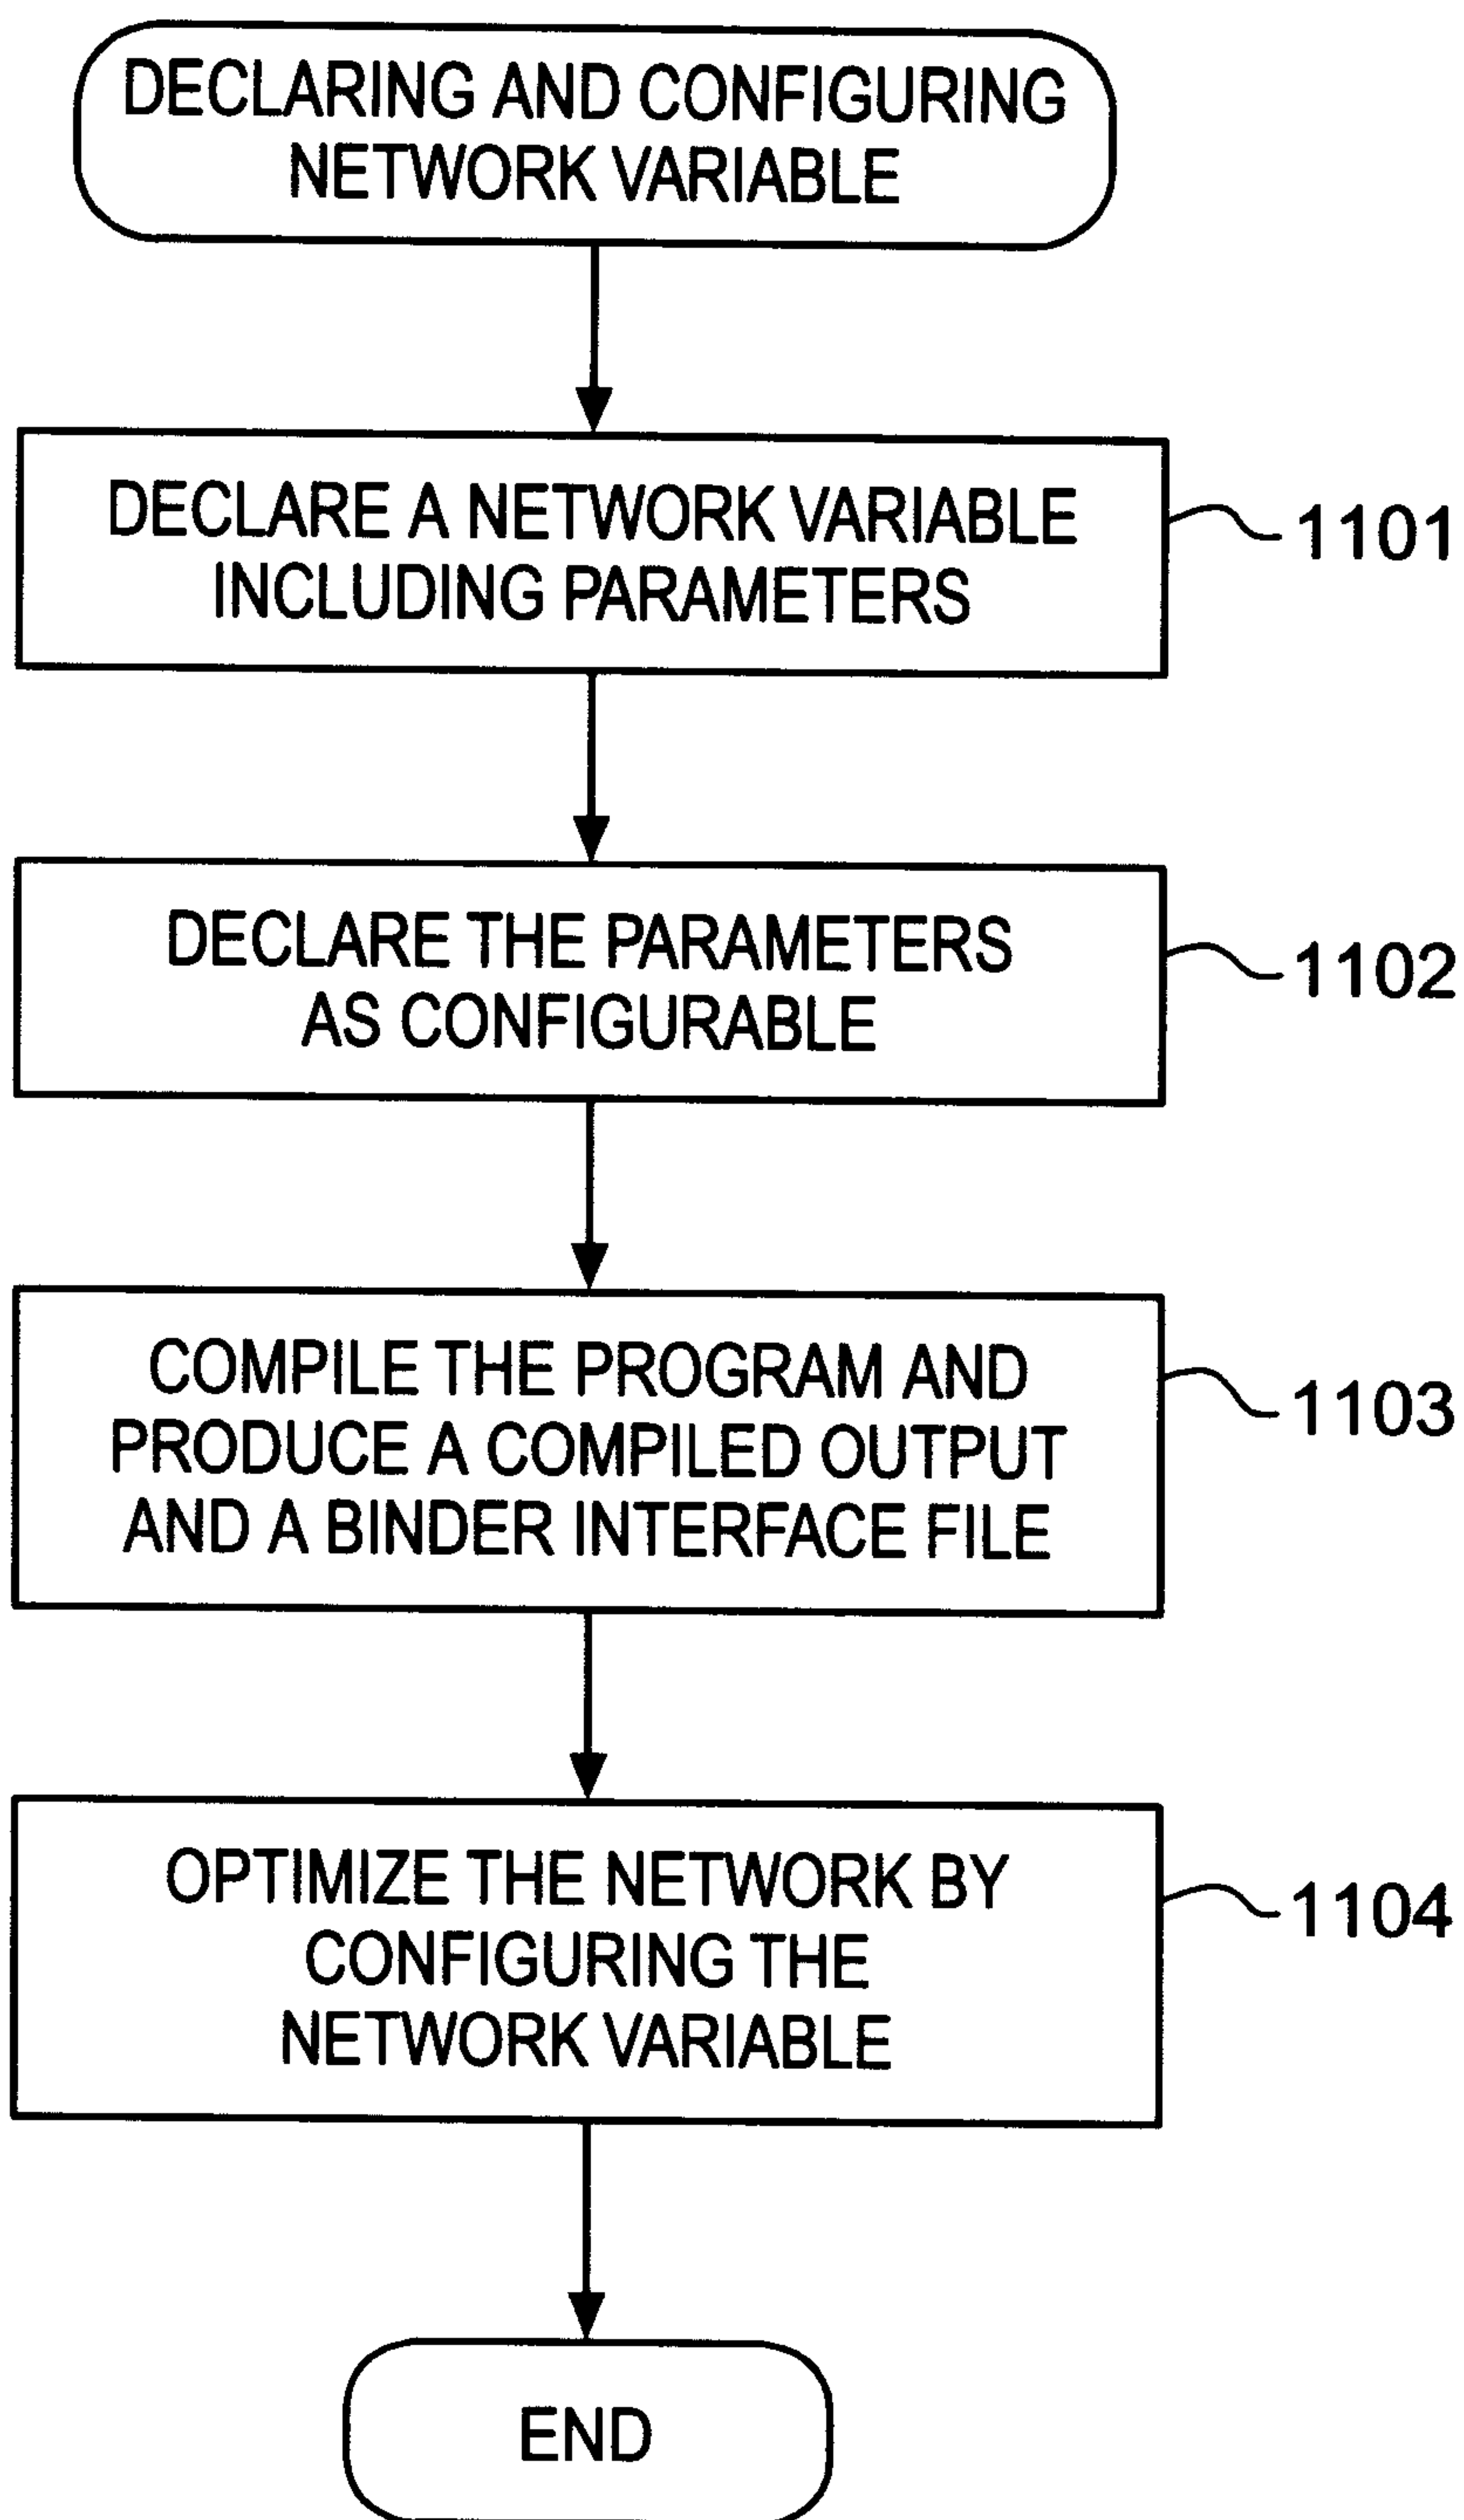 DECLARING AND CONFIGURING
NETWORK VARIABLE
DECLARE A NETWORK VARIABLE
INCLUDING PARAMETERS
1101
DECLARE THE PARAMETERS
AS CONFIGURABLE
1102
COMPILE THE PROGRAM AND
PRODUCE A COMPILED OUTPUT
AND A BINDER INTERFACE FILE
1103
OPTIMIZE THE NETWORK BY
CONFIGURING THE
NETWORK VARIABLE
1104
END